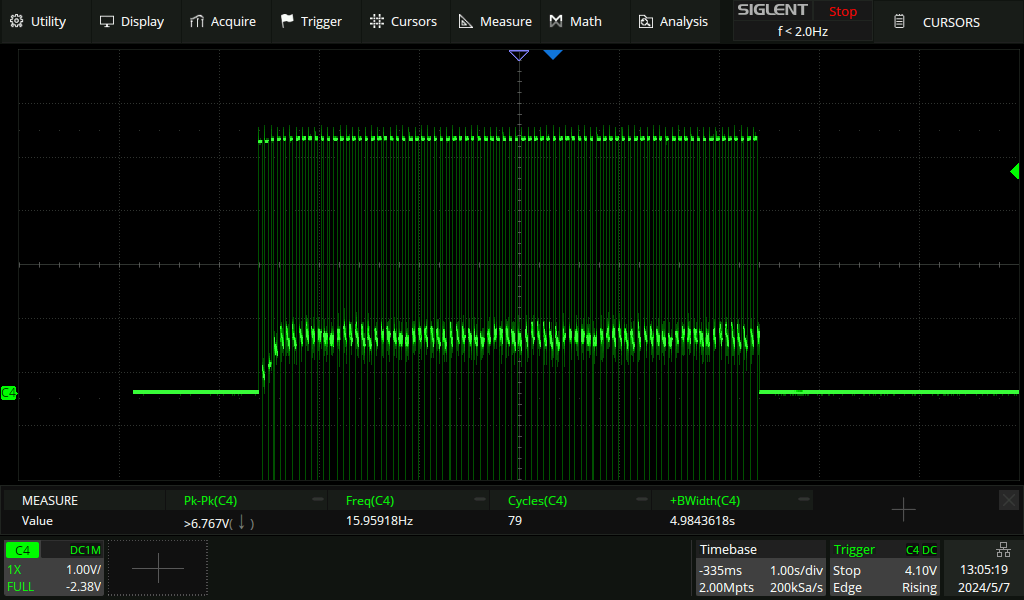 Utility Display Acquire Trigger Cursors Measure Math Analysis SIGLENT Stop CURSORS
f < 2.0Hz
C4
MEASURE Pk-Pk(C4) Freq(C4) Cycles(C4) +BWidth(C4)
Value >6.767V(↓) 15.95918Hz 79 4.9843618s
C4 DC1M Timebase Trigger C4 DC
1X 1.00V/ -335ms 1.00s/div Stop 4.10V 13:05:19
FULL -2.38V 2.00Mpts 200kSa/s Edge Rising 2024/5/7